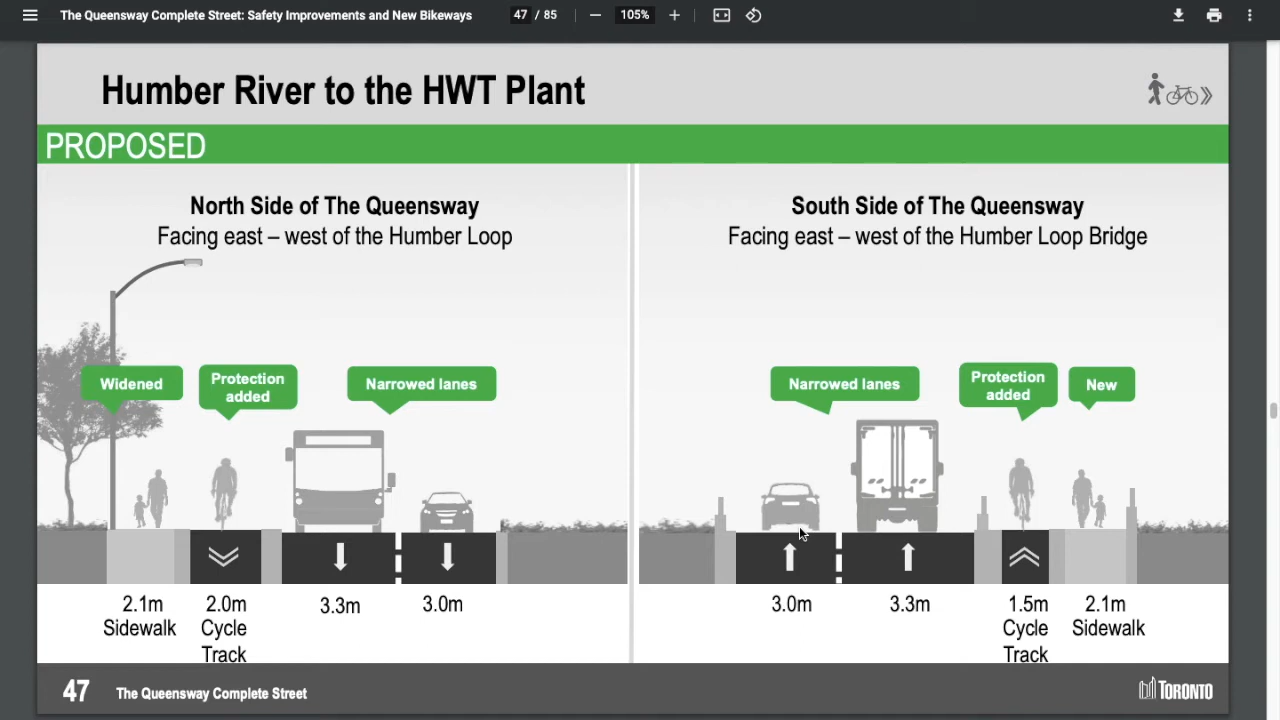 The Queensway Complete Street: Safety Improvements and New Bikeways
47 / 85
105%
Humber River to the HWT Plant
PROPOSED
North Side of The Queensway
Facing east – west of the Humber Loop
Widened
Protection
added
Narrowed lanes
2.1m
Sidewalk
2.0m
Cycle
Track
3.3m
3.0m
South Side of The Queensway
Facing east – west of the Humber Loop Bridge
Narrowed lanes
Protection
added
New
3.0m
3.3m
1.5m
Cycle
Track
2.1m
Sidewalk
47
The Queensway Complete Street
TORONTO